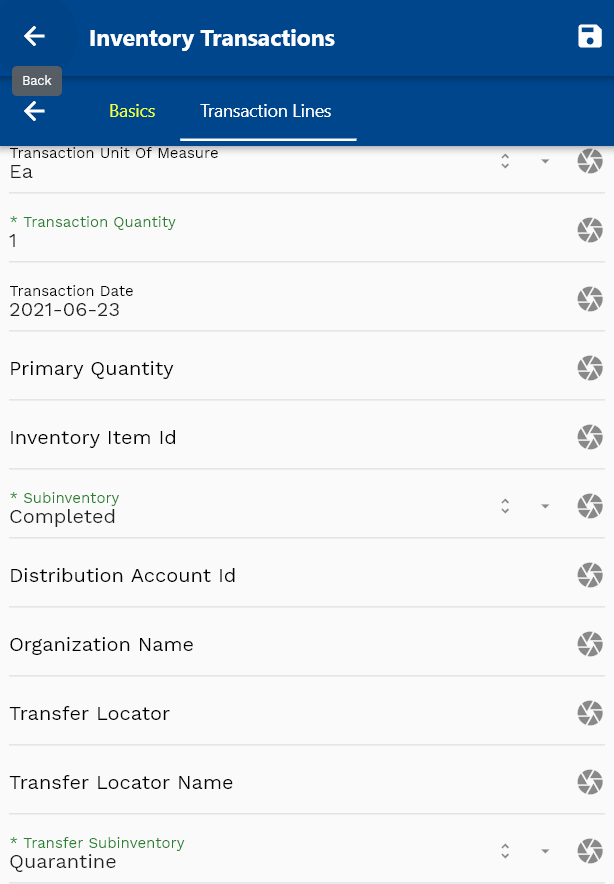 Inventory Transactions
Back
Basics
Transaction Lines
Transaction Unit Of Measure
Ea
* Transaction Quantity
1
Transaction Date
2021-06-23
Primary Quantity
Inventory Item Id
* Subinventory
Completed
Distribution Account Id
Organization Name
Transfer Locator
Transfer Locator Name
* Transfer Subinventory
Quarantine